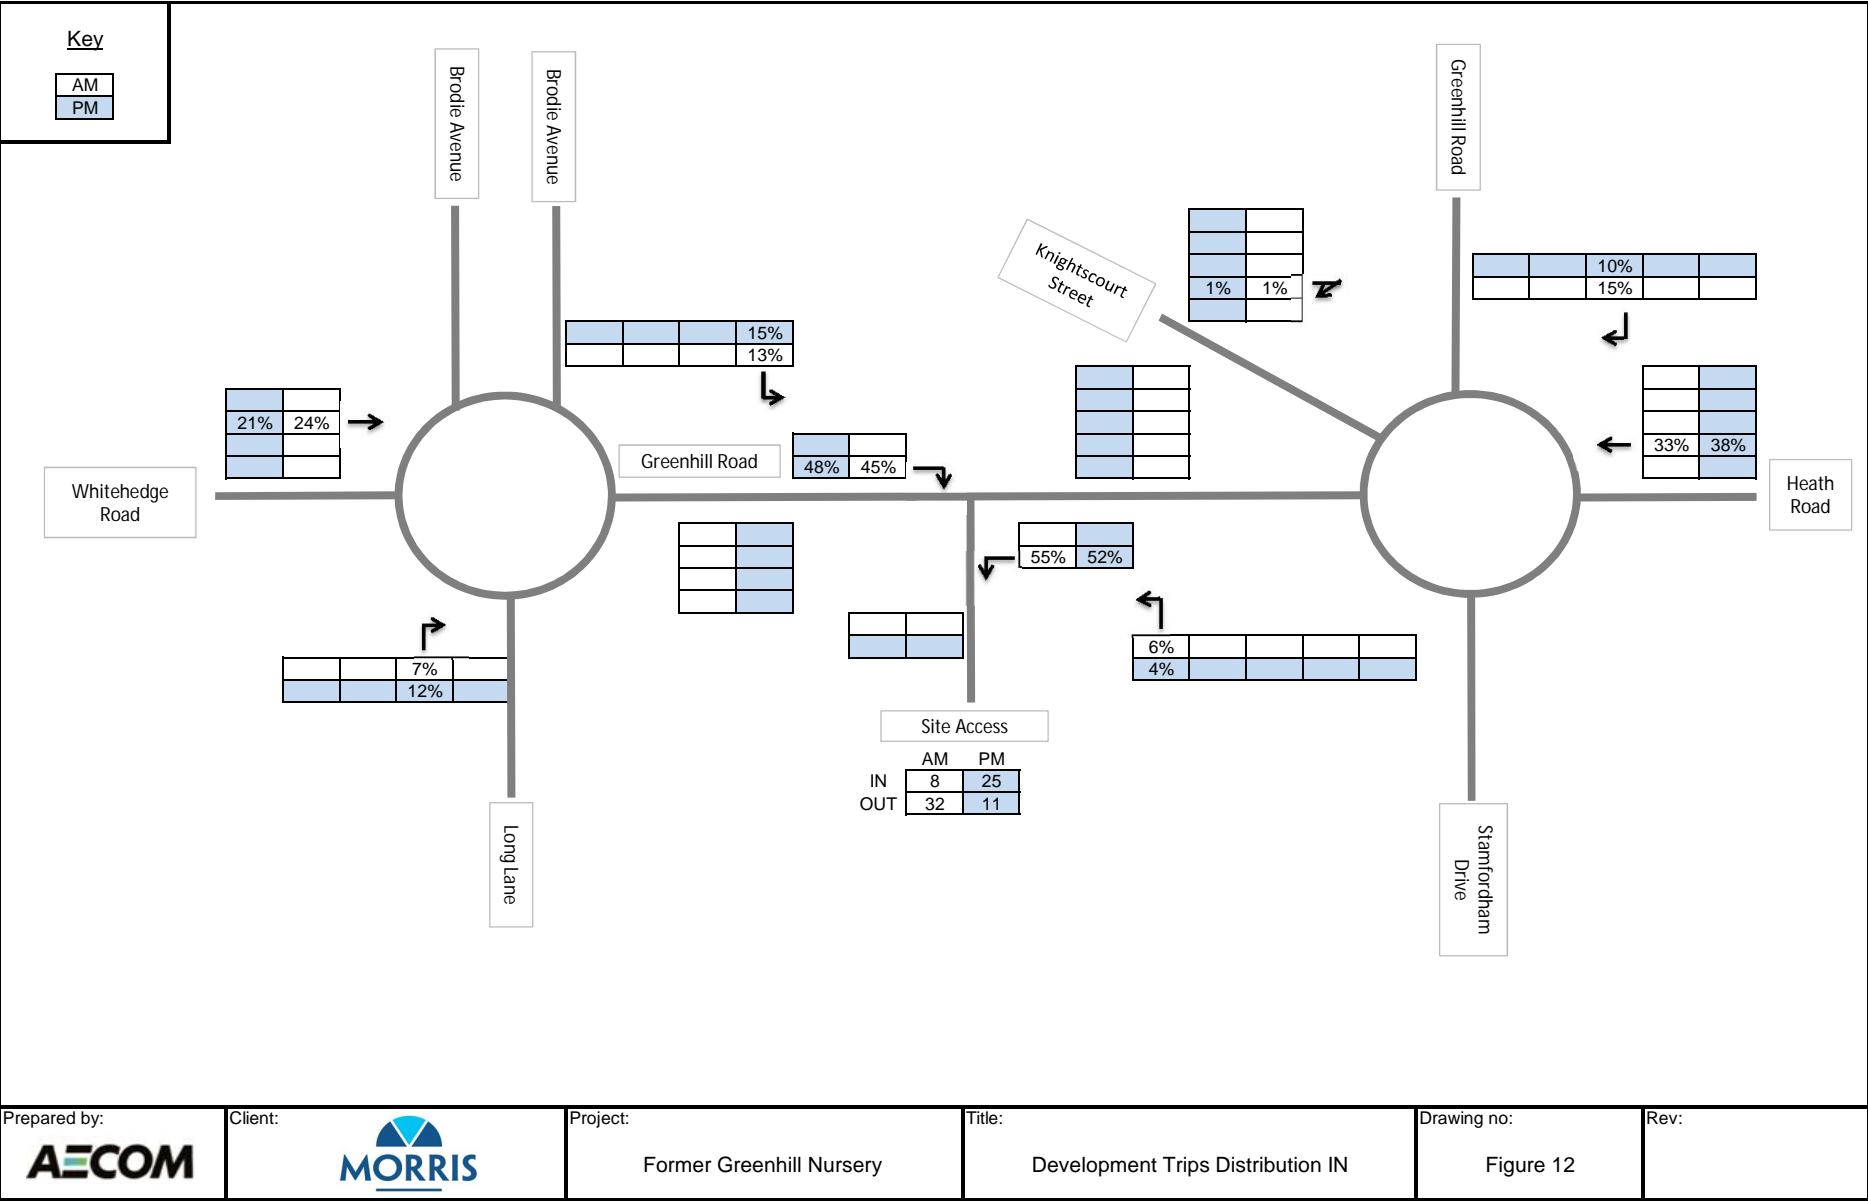 Key
AM
PM
Brodie Avenue
Brodie Avenue
Greenhill Road
Knightscourt
Street
1% 1%
10%
15%
15%
13%
21% 24%
33% 38%
Greenhill Road
48% 45%
Whitehedge
Road
Heath
Road
55% 52%
7%
12%
6%
4%
Site Access
AM PM
IN 8 25
OUT 32 11
Long Lane
Stamfordham
Drive
Prepared by:
AECOM
Client:
MORRIS
Project:
Former Greenhill Nursery
Title:
Development Trips Distribution IN
Drawing no:
Figure 12
Rev: